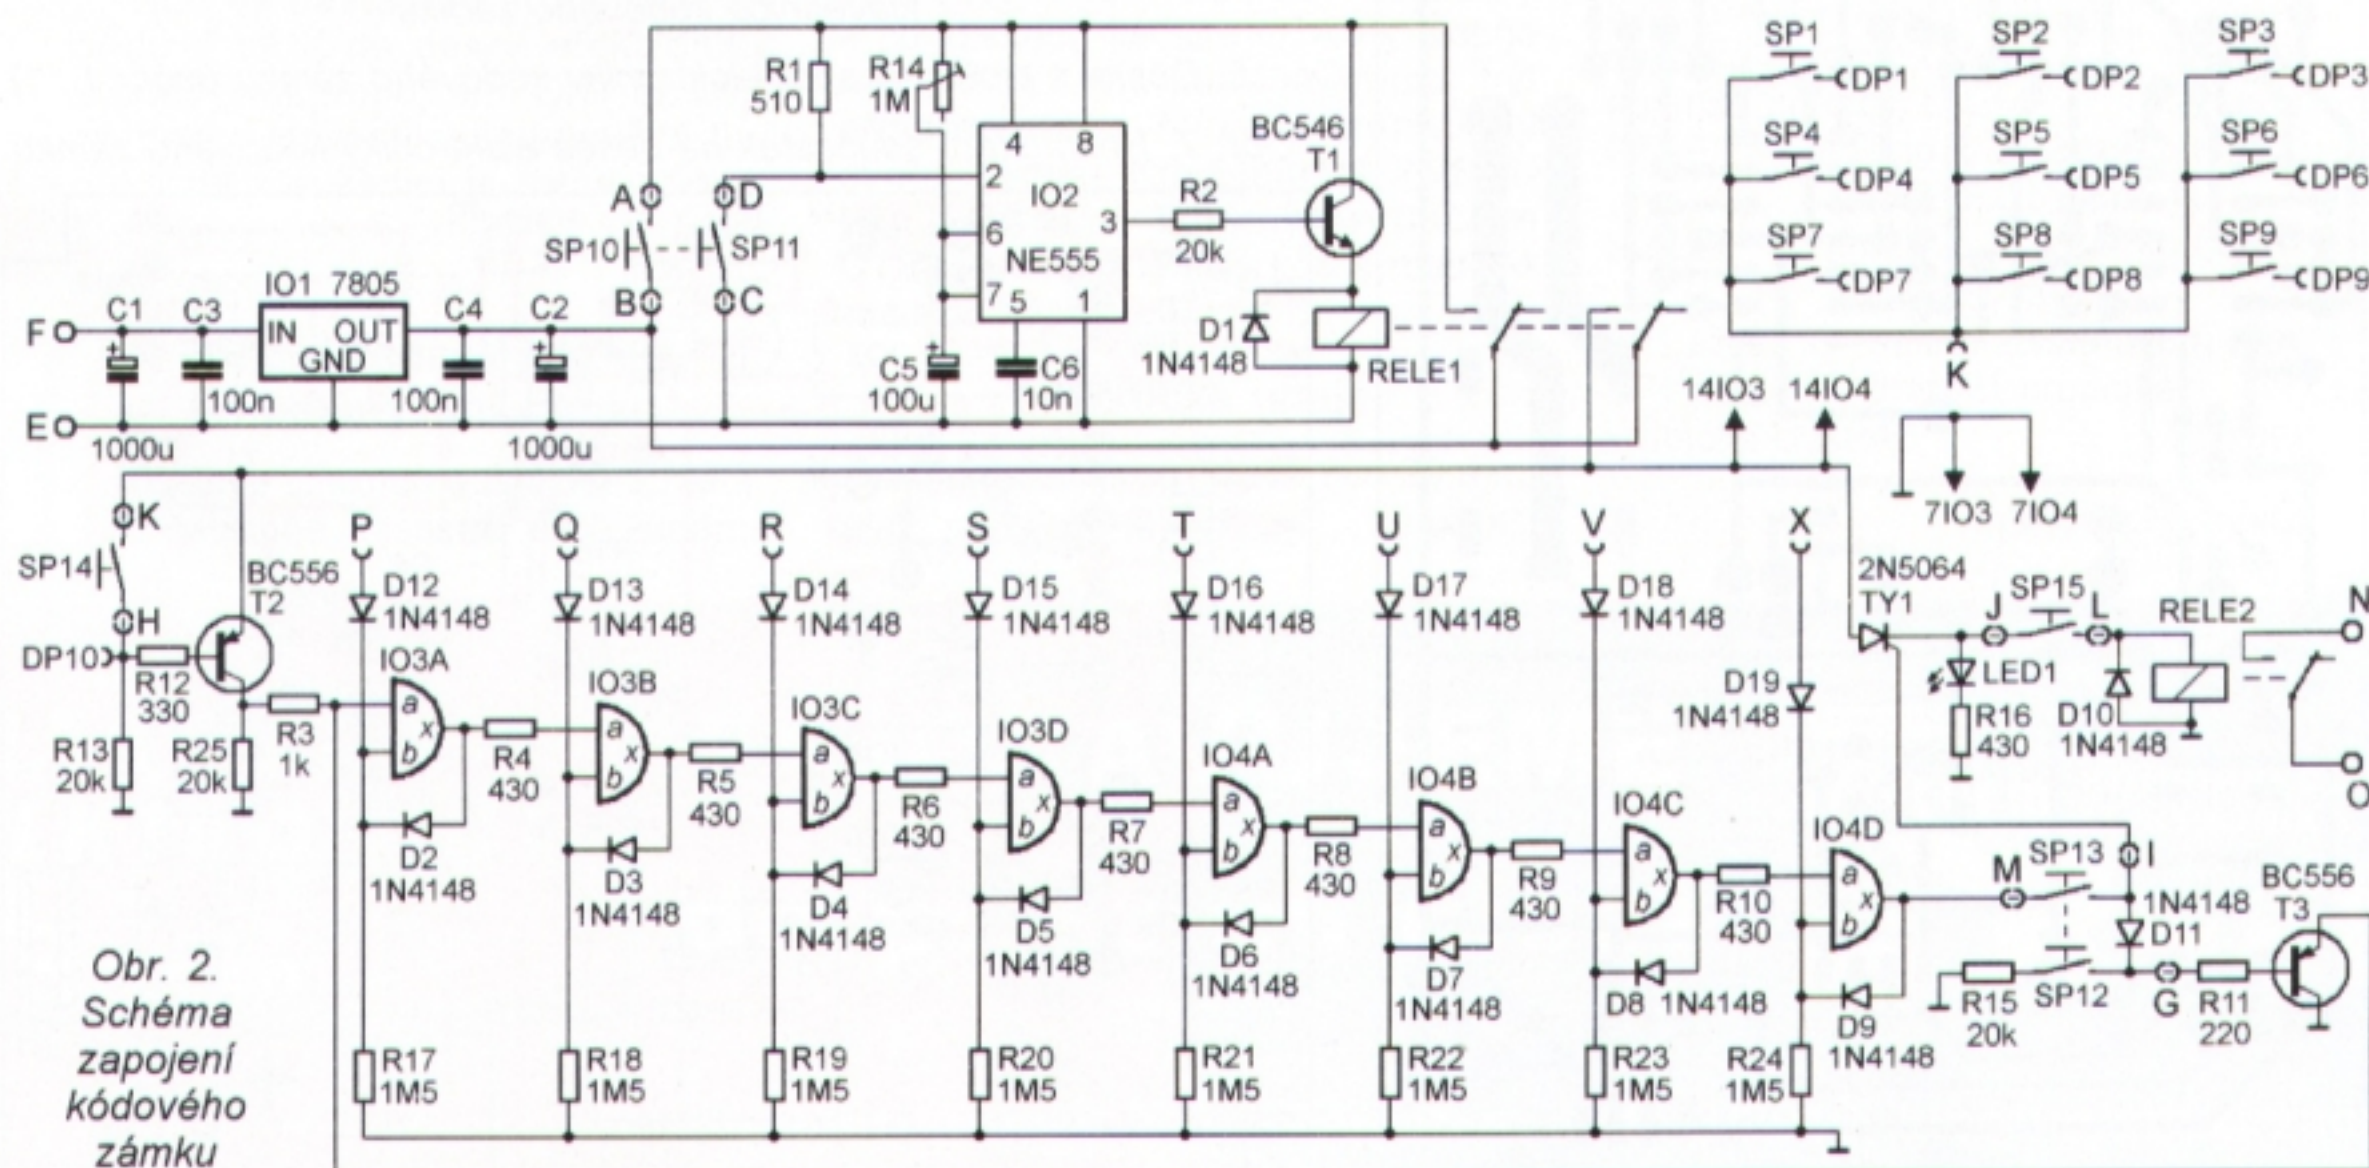 R1
510
R14
1M
4
8
2
6
7
5
1
3
IO2
NE555
BC546
T1
R2
20k
A
D
SP10
SP11
B
C
IO1 7805
IN OUT
GND
F
C1
C3
C4
C2
+
+
+
E
1000u
100n
100n
1000u
C5
100u
C6
10n
D1
1N4148
RELE1
SP1
DP1
SP2
DP2
SP3
DP3
SP4
DP4
SP5
DP5
SP6
DP6
SP7
DP7
SP8
DP8
SP9
DP9
K
14IO3 14IO4
7IO3 7IO4
K
SP14
H
DP10
R12
330
R13
20k
BC556
T2
R25
20k
R3
1k
P
D12
1N4148
IO3A
a
x
b
D2
1N4148
R4
430
R17
1M5
Q
D13
1N4148
IO3B
a
x
b
D3
1N4148
R5
430
R18
1M5
R
D14
1N4148
IO3C
a
x
b
D4
1N4148
R6
430
R19
1M5
S
D15
1N4148
IO3D
a
x
b
D5
1N4148
R7
430
R20
1M5
T
D16
1N4148
IO4A
a
x
b
D6
1N4148
R8
430
R21
1M5
U
D17
1N4148
IO4B
a
x
b
D7
1N4148
R9
430
R22
1M5
V
D18
1N4148
IO4C
a
x
b
D8 1N4148
R10
430
R23
1M5
X
D19
1N4148
IO4D
a
x
b
D9
1N4148
R24
1M5
2N5064
TY1
J
SP15
L
RELE2
N
LED1
R16
430
D10
1N4148
O
M
SP13
I
1N4148
D11
SP12
R15
20k
G
R11
220
BC556
T3
Obr. 2.
Schéma
zapojení
kódového
zámku